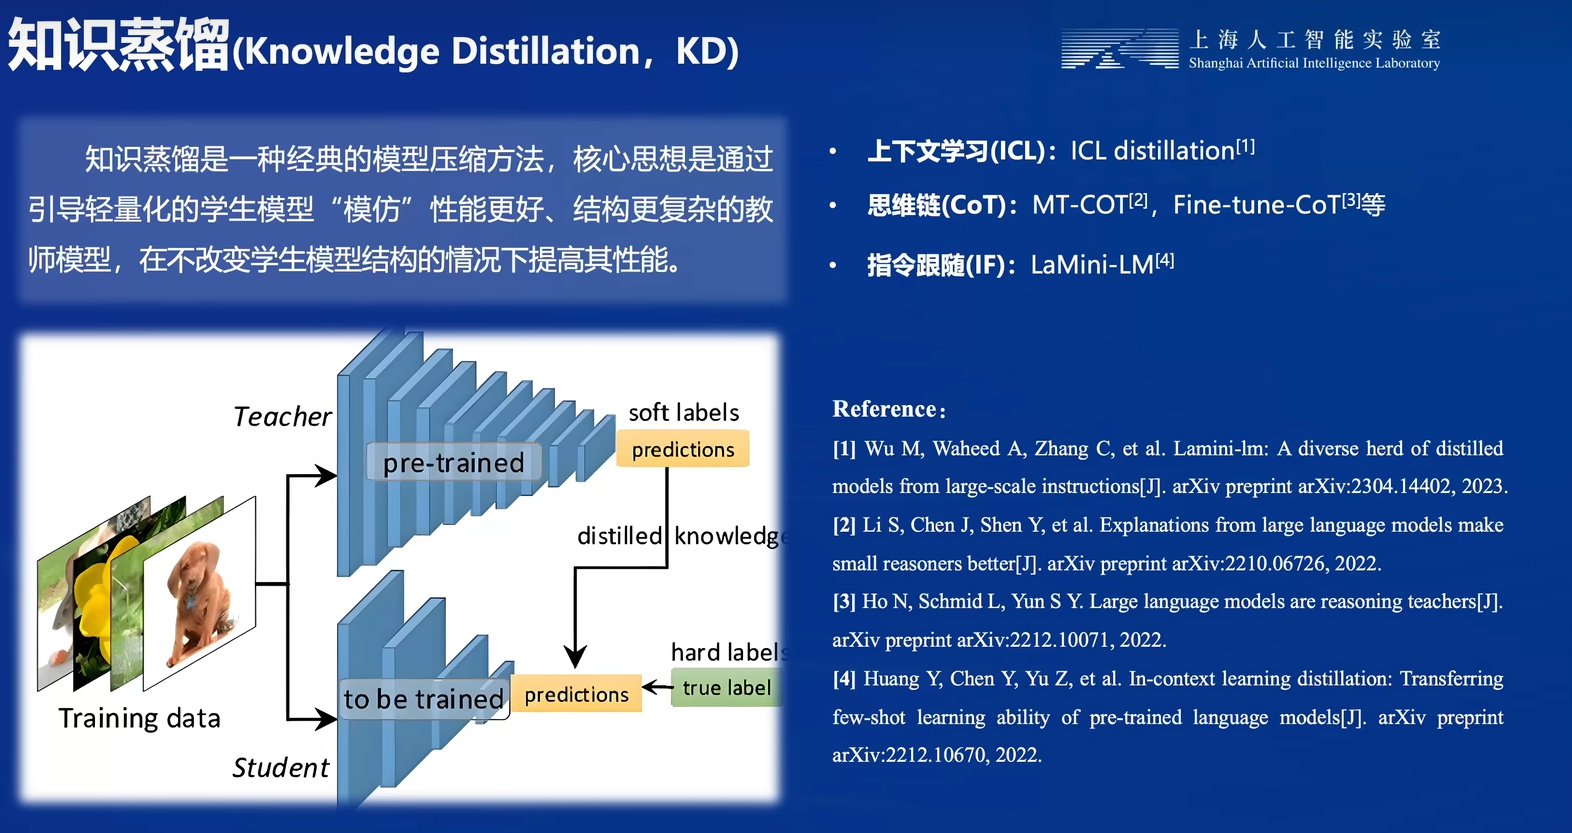 知识蒸馏(Knowledge Distillation，KD)
上海人工智能实验室
Shanghai Artificial Intelligence Laboratory
知识蒸馏是一种经典的模型压缩方法，核心思想是通过
引导轻量化的学生模型“模仿”性能更好、结构更复杂的教
师模型，在不改变学生模型结构的情况下提高其性能。
Teacher
pre-trained
soft labels
predictions
distilled knowledge
hard labels
true label
predictions
to be trained
Training data
Student
• 上下文学习(ICL)：ICL distillation[1]
• 思维链(CoT)：MT-COT[2]，Fine-tune-CoT[3]等
• 指令跟随(IF)：LaMini-LM[4]
Reference：
[1] Wu M, Waheed A, Zhang C, et al. Lamini-lm: A diverse herd of distilled
models from large-scale instructions[J]. arXiv preprint arXiv:2304.14402, 2023.
[2] Li S, Chen J, Shen Y, et al. Explanations from large language models make
small reasoners better[J]. arXiv preprint arXiv:2210.06726, 2022.
[3] Ho N, Schmid L, Yun S Y. Large language models are reasoning teachers[J].
arXiv preprint arXiv:2212.10071, 2022.
[4] Huang Y, Chen Y, Yu Z, et al. In-context learning distillation: Transferring
few-shot learning ability of pre-trained language models[J]. arXiv preprint
arXiv:2212.10670, 2022.